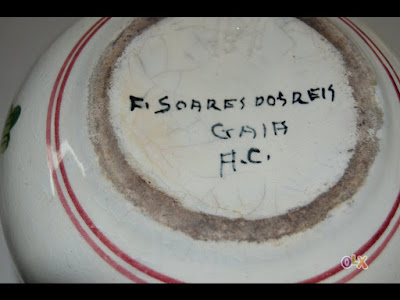 F. SOARES DOS REIS
GAIA
A.C.
OLX